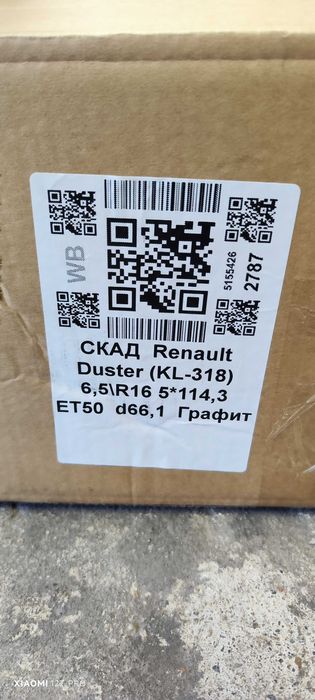 WB
5155426
2787
СКАД Renault
Duster (KL-318)
6,5\R16 5*114,3
ET50 d66,1 Графит
XIAOMI 12T PRO